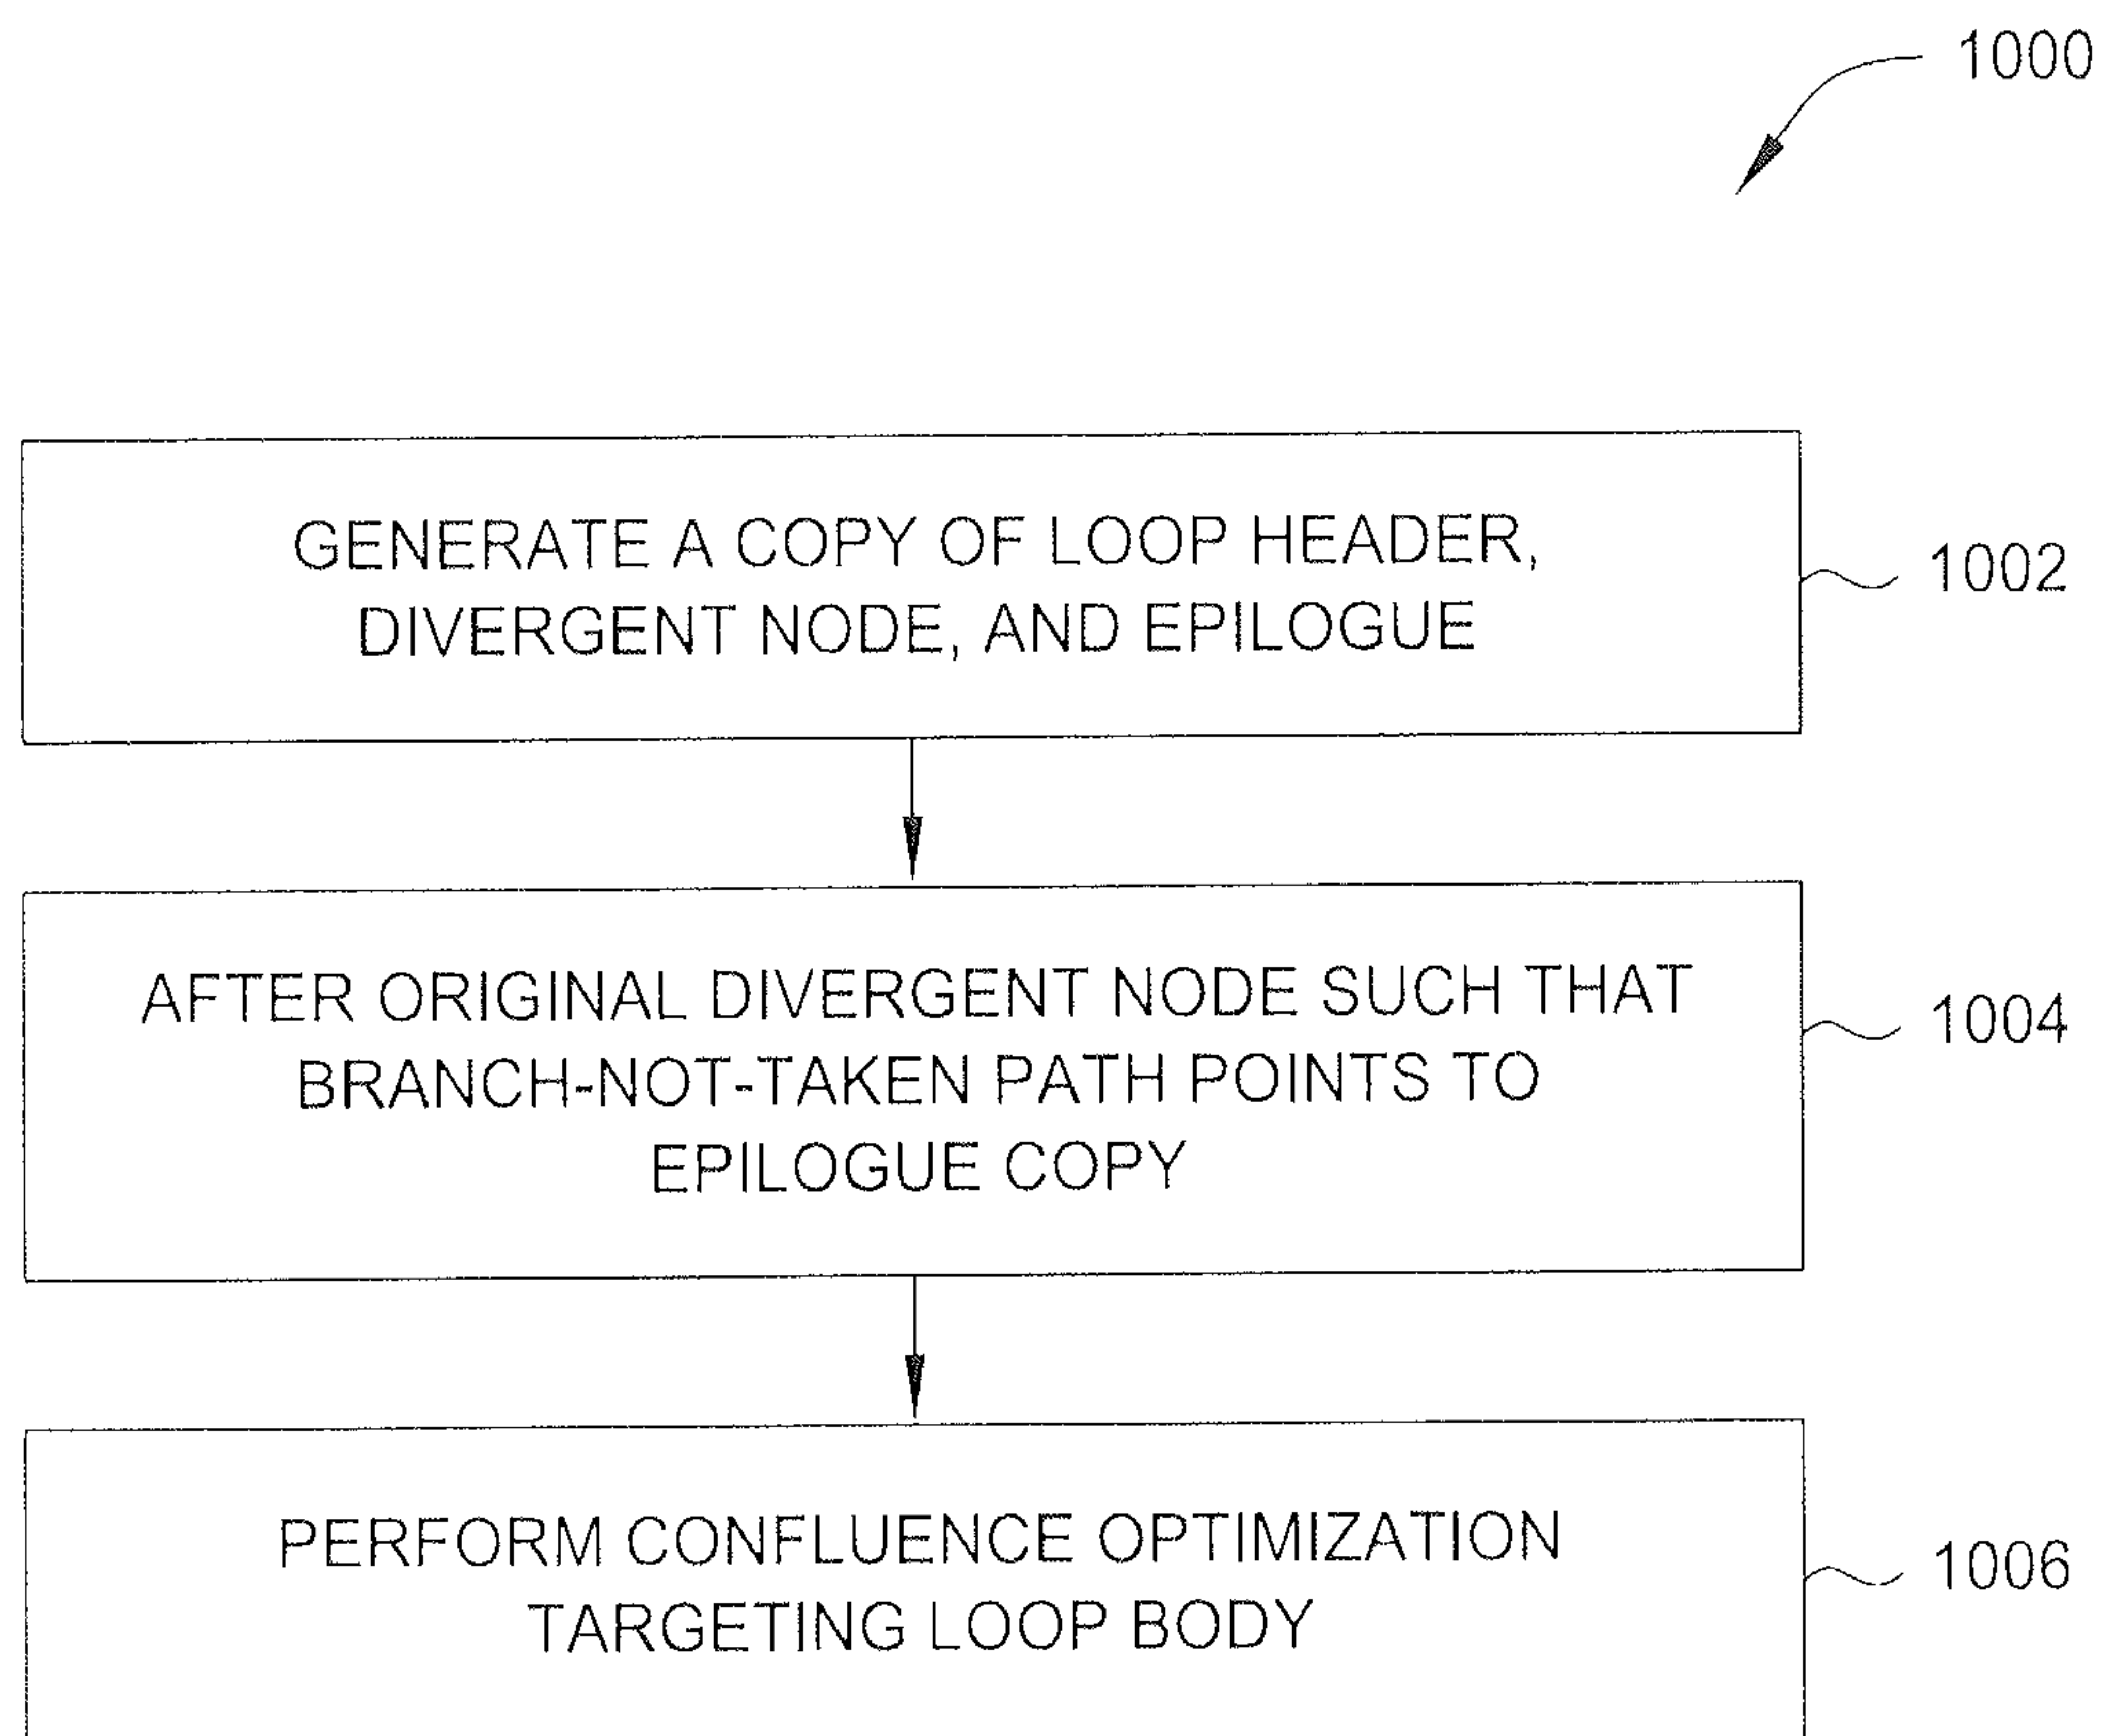 1000
GENERATE A COPY OF LOOP HEADER,
DIVERGENT NODE, AND EPILOGUE
1002
AFTER ORIGINAL DIVERGENT NODE SUCH THAT
BRANCH-NOT-TAKEN PATH POINTS TO
EPILOGUE COPY
1004
PERFORM CONFLUENCE OPTIMIZATION
TARGETING LOOP BODY
1006